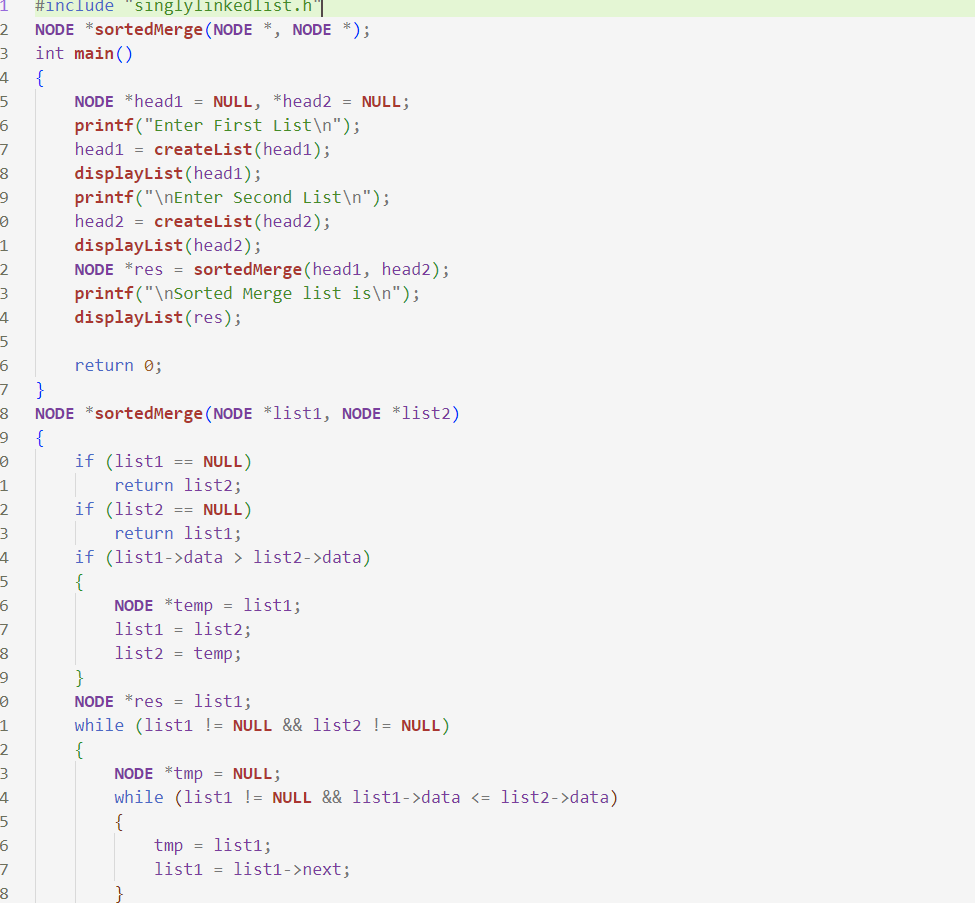 1 #include "singlylinkedlist.h"
2 NODE *sortedMerge(NODE *, NODE *);
3 int main()
4 {
5     NODE *head1 = NULL, *head2 = NULL;
6     printf("Enter First List\n");
7     head1 = createList(head1);
8     displayList(head1);
9     printf("\nEnter Second List\n");
0     head2 = createList(head2);
1     displayList(head2);
2     NODE *res = sortedMerge(head1, head2);
3     printf("\nSorted Merge list is\n");
4     displayList(res);
5
6     return 0;
7 }
8 NODE *sortedMerge(NODE *list1, NODE *list2)
9 {
0     if (list1 == NULL)
1         return list2;
2     if (list2 == NULL)
3         return list1;
4     if (list1->data > list2->data)
5     {
6         NODE *temp = list1;
7         list1 = list2;
8         list2 = temp;
9     }
0     NODE *res = list1;
1     while (list1 != NULL && list2 != NULL)
2     {
3         NODE *tmp = NULL;
4         while (list1 != NULL && list1->data <= list2->data)
5         {
6             tmp = list1;
7             list1 = list1->next;
8         }